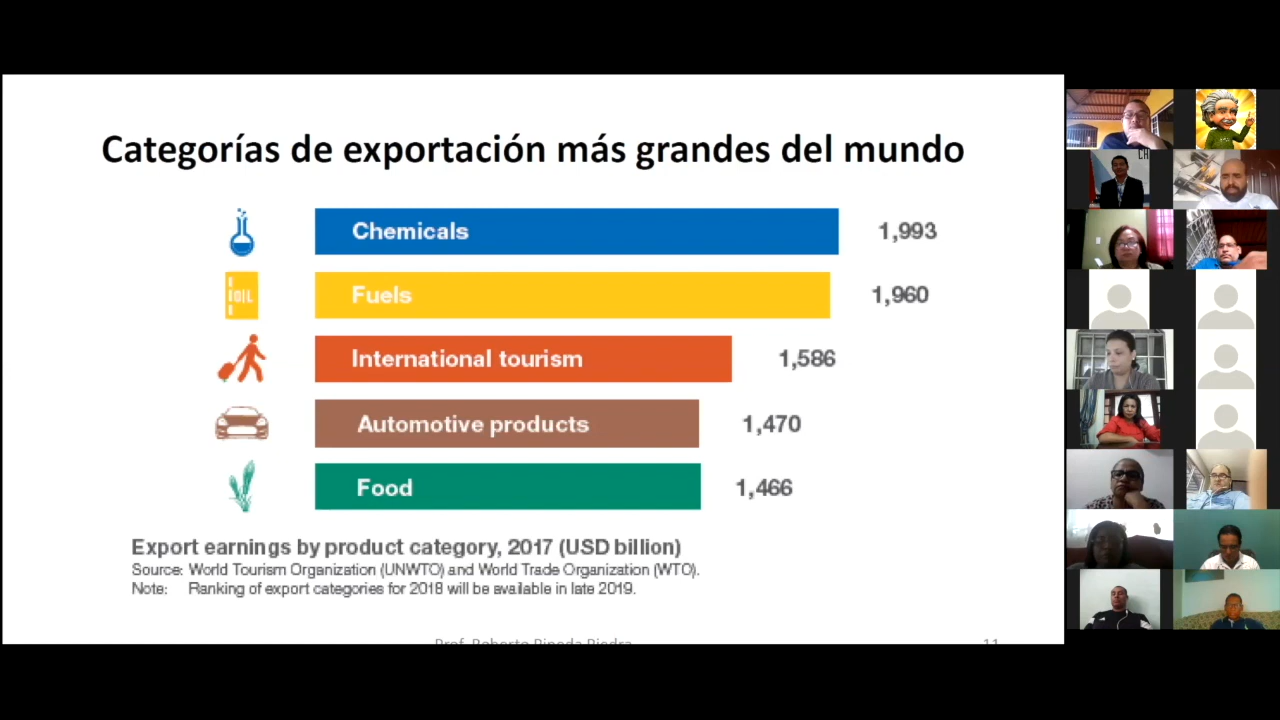 Categorías de exportación más grandes del mundo
Chemicals 1,993
OIL Fuels 1,960
International tourism 1,586
Automotive products 1,470
Food 1,466
Export earnings by product category, 2017 (USD billion)
Source: World Tourism Organization (UNWTO) and World Trade Organization (WTO).
Note: Ranking of export categories for 2018 will be available in late 2019.
Prof. Roberto Pineda Piedra 11